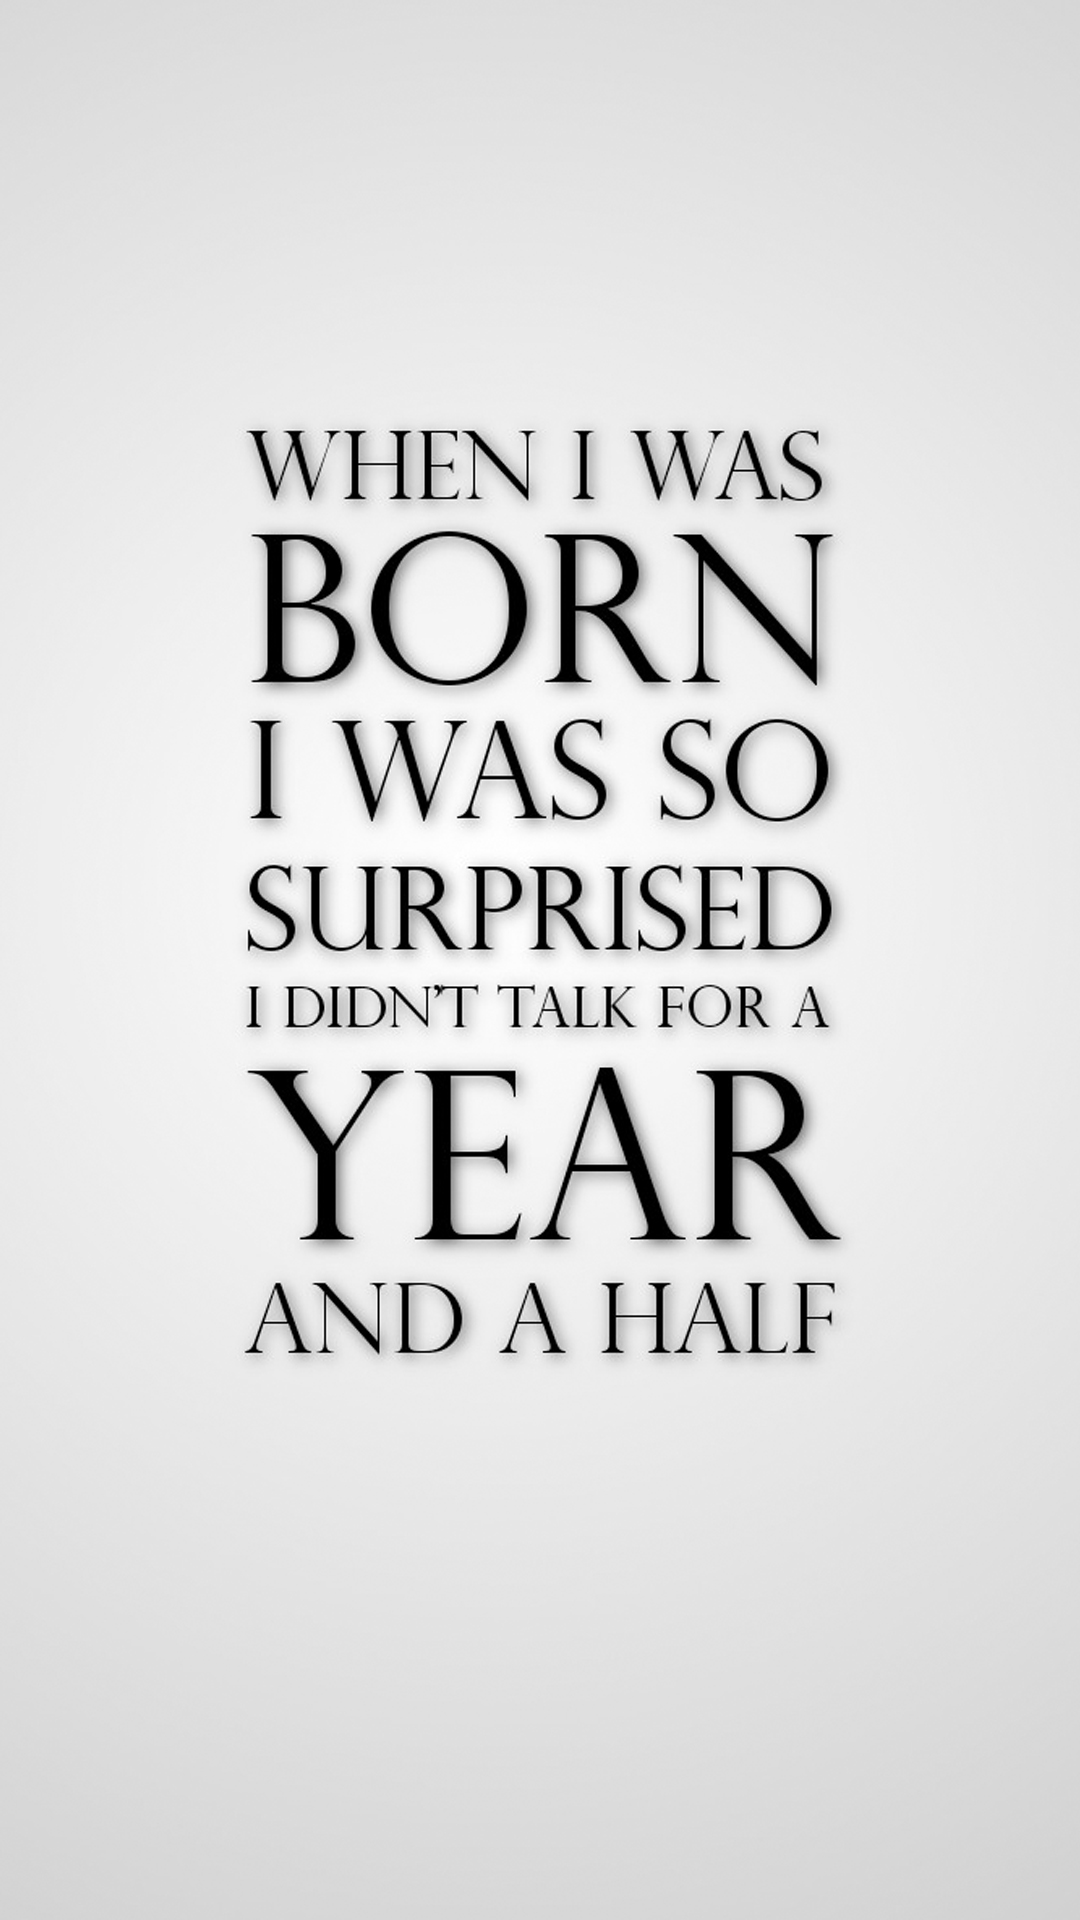 WHEN I WAS
BORN
I WAS SO
SURPRISED
I DIDN'T TALK FOR A
YEAR
AND A HALF